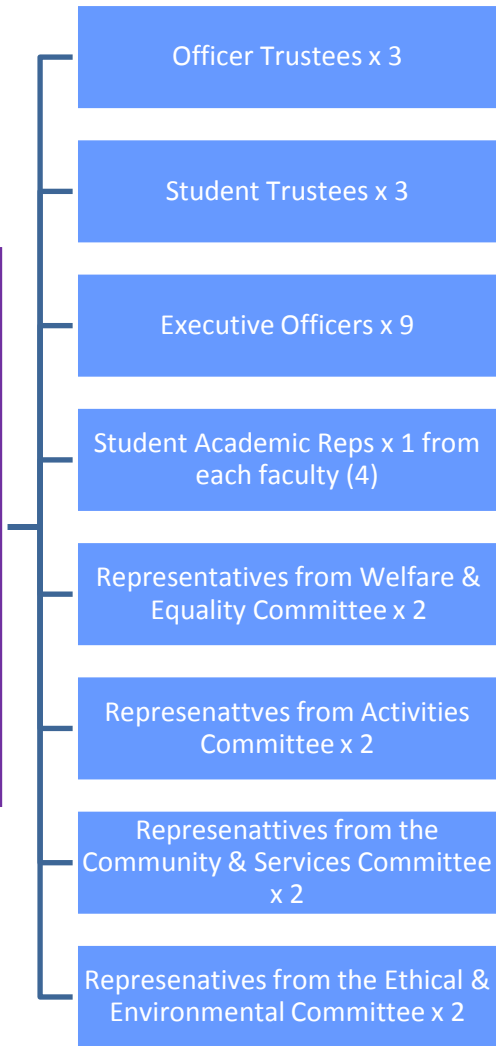 Officer Trustees x 3
Student Trustees x 3
Executive Officers x 9
Student Academic Reps x 1 from
each faculty (4)
Representatives from Welfare &
Equality Committee x 2
Represenattves from Activities
Committee x 2
Represenattives from the
Community & Services Committee
x 2
Represenatives from the Ethical &
Environmental Committee x 2